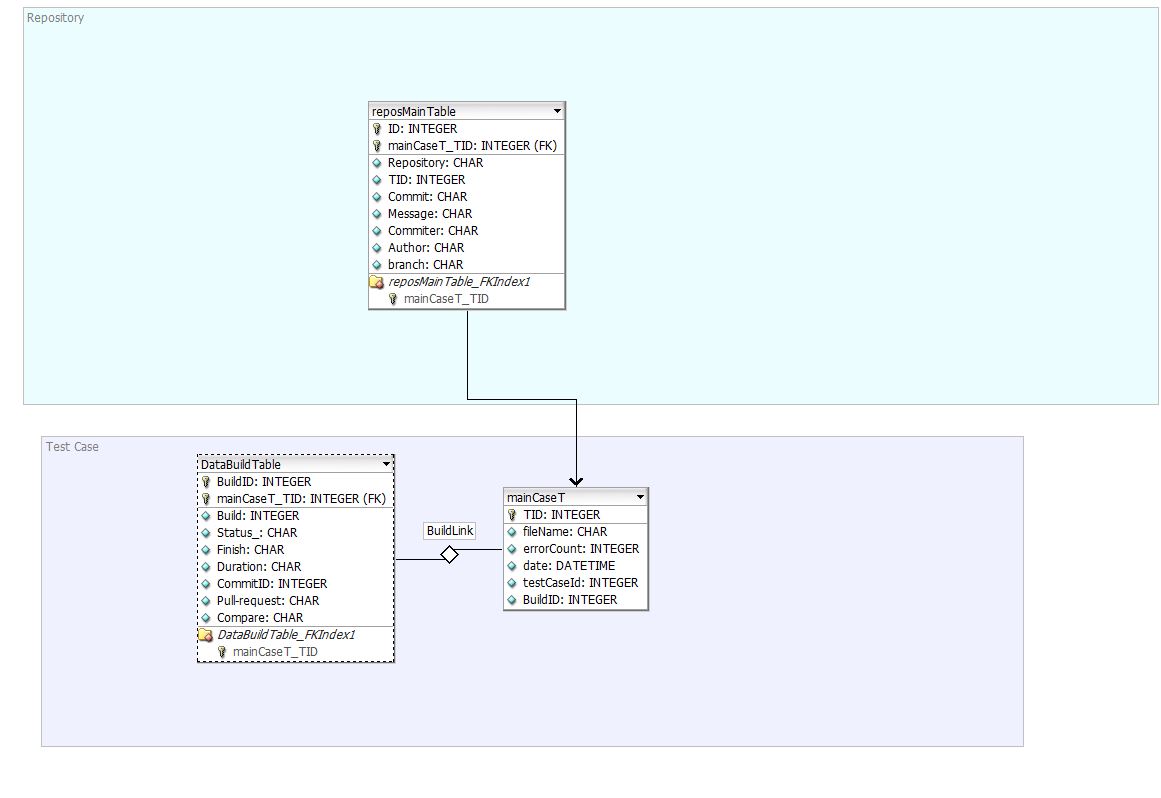 Repository
reposMainTable
ID: INTEGER
mainCaseT_TID: INTEGER (FK)
Repository: CHAR
TID: INTEGER
Commit: CHAR
Message: CHAR
Commiter: CHAR
Author: CHAR
branch: CHAR
reposMainTable_FKIndex1
mainCaseT_TID
Test Case
DataBuildTable
BuildID: INTEGER
mainCaseT_TID: INTEGER (FK)
Build: INTEGER
Status_: CHAR
Finish: CHAR
Duration: CHAR
CommitID: INTEGER
Pull-request: CHAR
Compare: CHAR
DataBuildTable_FKIndex1
mainCaseT_TID
BuildLink
mainCaseT
TID: INTEGER
fileName: CHAR
errorCount: INTEGER
date: DATETIME
testCaseId: INTEGER
BuildID: INTEGER